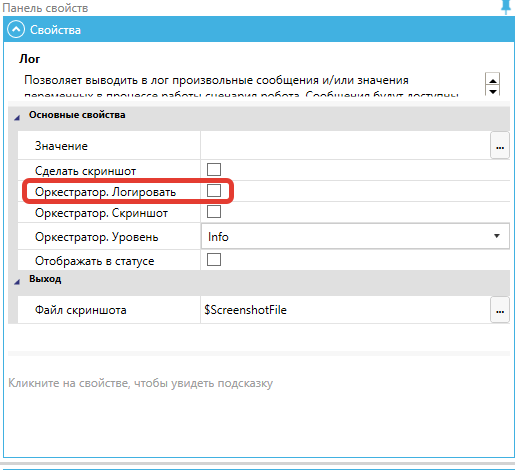 Панель свойств
Свойства
Лог
Позволяет выводить в лог произвольные сообщения и/или значения
переменных в процессе работы сценария робота. Сообщения будут доступны
Основные свойства
Значение
...
Сделать скриншот
Оркестратор. Логировать
Оркестратор. Скриншот
Оркестратор. Уровень
Info
Отображать в статусе
Выход
Файл скриншота
$ScreenshotFile
...
Кликните на свойстве, чтобы увидеть подсказку